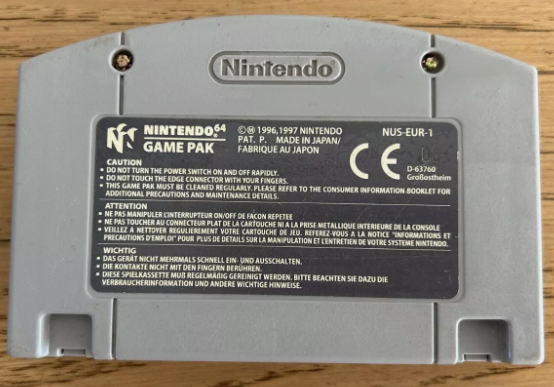 Nintendo
NINTENDO64
GAME PAK
©Ⓜ 1996,1997 NINTENDO
PAT. P. MADE IN JAPAN/
FABRIQUE AU JAPON
NUS-EUR-1
CE
D-63760
Großostheim
CAUTION
• DO NOT TURN THE POWER SWITCH ON AND OFF RAPIDLY.
• DO NOT TOUCH THE EDGE CONNECTOR WITH YOUR FINGERS.
• THIS GAME PAK MUST BE CLEANED REGULARLY. PLEASE REFER TO THE CONSUMER INFORMATION BOOKLET FOR
ADDITIONAL PRECAUTIONS AND MAINTENANCE DETAILS.
ATTENTION
• NE PAS MANIPULER L'INTERRUPTEUR ON/OFF DE FACON REPETEE
• NE PAS TOUCHER AU CONNECTEUR PLAT DE LA CARTOUCHE NI A LA PRISE METALLIQUE INTERIEURE DE LA CONSOLE
• VEILLEZ A NETTOYER REGULIEREMENT VOTRE CARTOUCHE DE JEU. REFEREZ-VOUS A LA NOTICE "INFORMATIONS ET
PRECAUTIONS D'EMPLOI" POUR PLUS DE DETAILS SUR LA MANIPULATION ET L'ENTRETIEN DE VOTRE SYSTEME NINTENDO.
WICHTIG
• DAS GERÄT NICHT MEHRMALS SCHNELL EIN- UND AUSSCHALTEN.
• DIE KONTAKTE NICHT MIT DEN FINGERN BERÜHREN.
• DIESE SPIELKASSETTE MUß REGELMÄßIG GEREINIGT WERDEN. BITTE BEACHTEN SIE DAZU DIE
VERBRAUCHERINFORMATION UND ANDERE WICHTIGE HINWEISE.